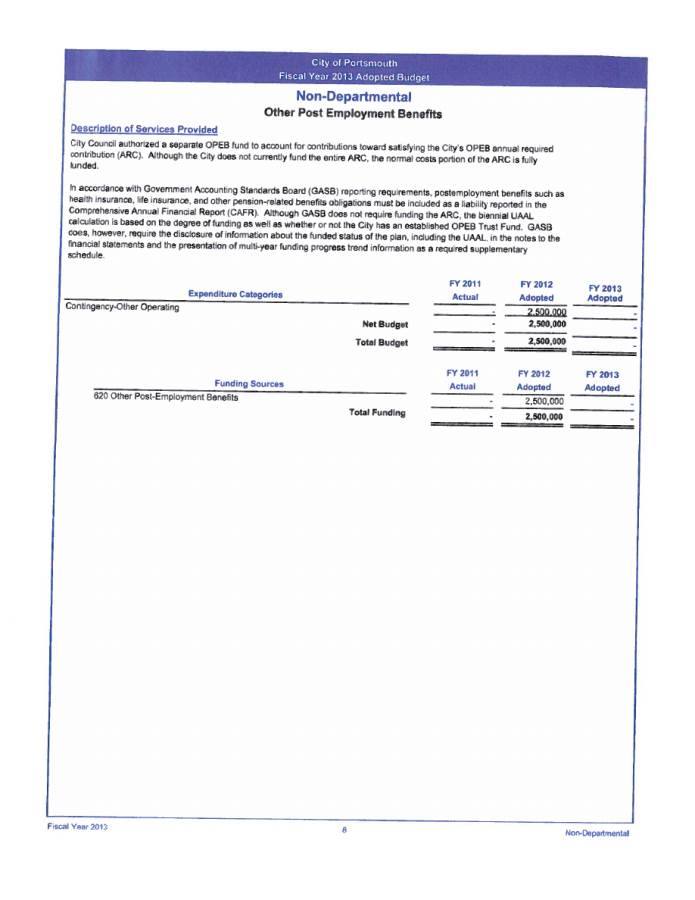 City of Portsmouth
Fiscal Year 2013 Adopted Budget
Non-Departmental
Other Post Employment Benefits
Description of Services Provided
City Council authorized a separate OPEB fund to account for contributions toward satisfying the City's OPEB annual required
contribution (ARC). Although the City does not currently fund the entire ARC, the normal costs portion of the ARC is fully
funded.
In accordance with Government Accounting Standards Board (GASB) reporting requirements, postemployment benefits such as
health insurance, life insurance, and other pension-related benefits obligations must be included as a liability reported in the
Comprehensive Annual Financial Report (CAFR). Although GASB does not require funding the ARC, the biennial UAAL
calculation is based on the degree of funding as well as whether or not the City has an established OPEB Trust Fund. GASB
does, however, require the disclosure of information about the funded status of the plan, including the UAAL, in the notes to the
financial statements and the presentation of multi-year funding progress trend information as a required supplementary
schedule.
Expenditure Categories FY 2011 Actual FY 2012 Adopted FY 2013 Adopted
Contingency-Other Operating - 2,500,000 -
Net Budget - 2,500,000 -
Total Budget - 2,500,000 -
Funding Sources FY 2011 Actual FY 2012 Adopted FY 2013 Adopted
620 Other Post-Employment Benefits - 2,500,000 -
Total Funding - 2,500,000 -
Fiscal Year 2013 8 Non-Departmental